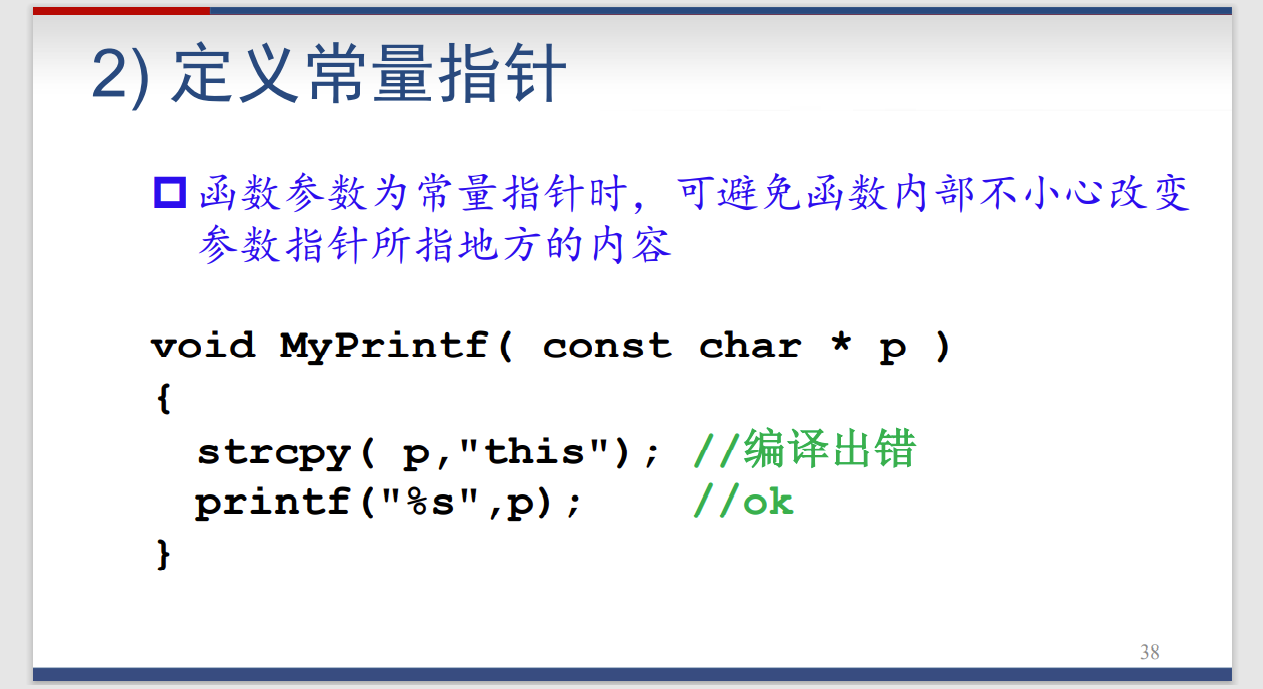 2) 定义常量指针
函数参数为常量指针时，可避免函数内部不小心改变
参数指针所指地方的内容
void MyPrintf( const char * p )
{
strcpy( p,"this"); //编译出错
printf("%s",p); //ok
}
38